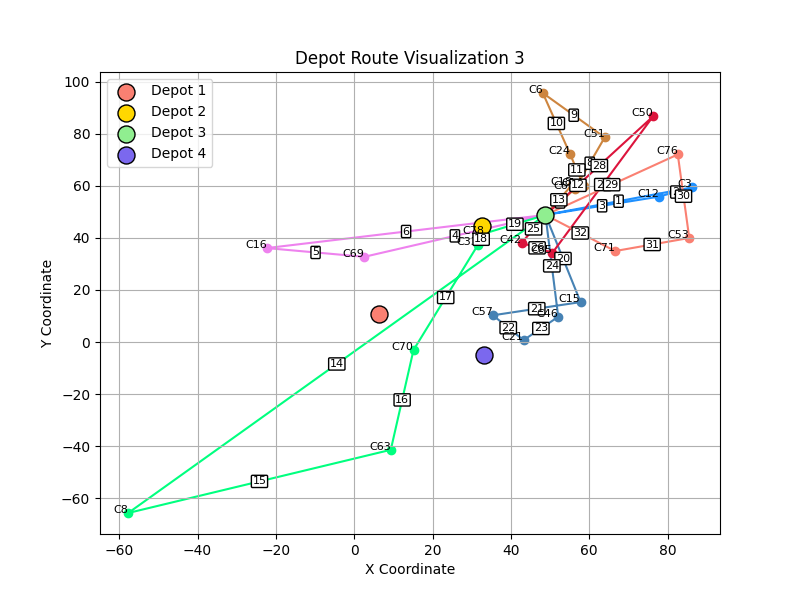 Depot Route Visualization 3
Depot 1
Depot 2
Depot 3
Depot 4
Y Coordinate
100
80
60
40
20
0
−20
−40
−60
−60
−40
−20
0
20
40
60
80
X Coordinate
C6
C51
C24
C50
C76
C3
C12
C53
C71
C16
C69
C42
C15
C46
C57
C21
C70
C63
C8
1
3
4
5
6
9
10
11
12
13
14
15
16
17
18
19
20
21
22
23
24
25
28
29
30
31
32